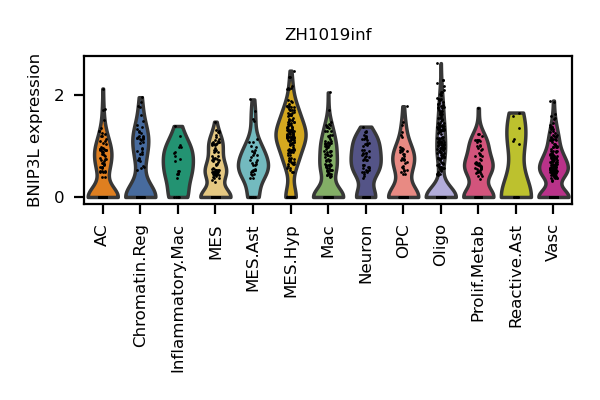 ZH1019inf
BNIP3L expression
2
0
AC
Chromatin.Reg
Inflammatory.Mac
MES
MES.Ast
MES.Hyp
Mac
Neuron
OPC
Oligo
Prolif.Metab
Reactive.Ast
Vasc